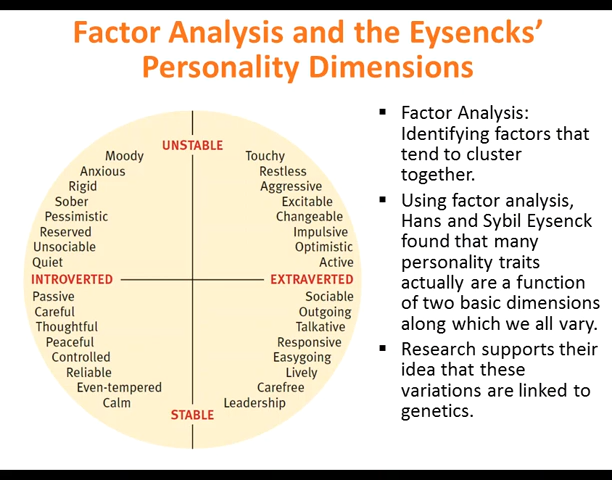 Factor Analysis and the Eysencks’
Personality Dimensions
UNSTABLE
Moody
Anxious
Rigid
Sober
Pessimistic
Reserved
Unsociable
Quiet
Touchy
Restless
Aggressive
Excitable
Changeable
Impulsive
Optimistic
Active
INTROVERTED
EXTRAVERTED
Passive
Careful
Thoughtful
Peaceful
Controlled
Reliable
Even-tempered
Calm
Sociable
Outgoing
Talkative
Responsive
Easygoing
Lively
Carefree
Leadership
STABLE
▪ Factor Analysis:
Identifying factors that
tend to cluster
together.
▪ Using factor analysis,
Hans and Sybil Eysenck
found that many
personality traits
actually are a function
of two basic dimensions
along which we all vary.
▪ Research supports their
idea that these
variations are linked to
genetics.